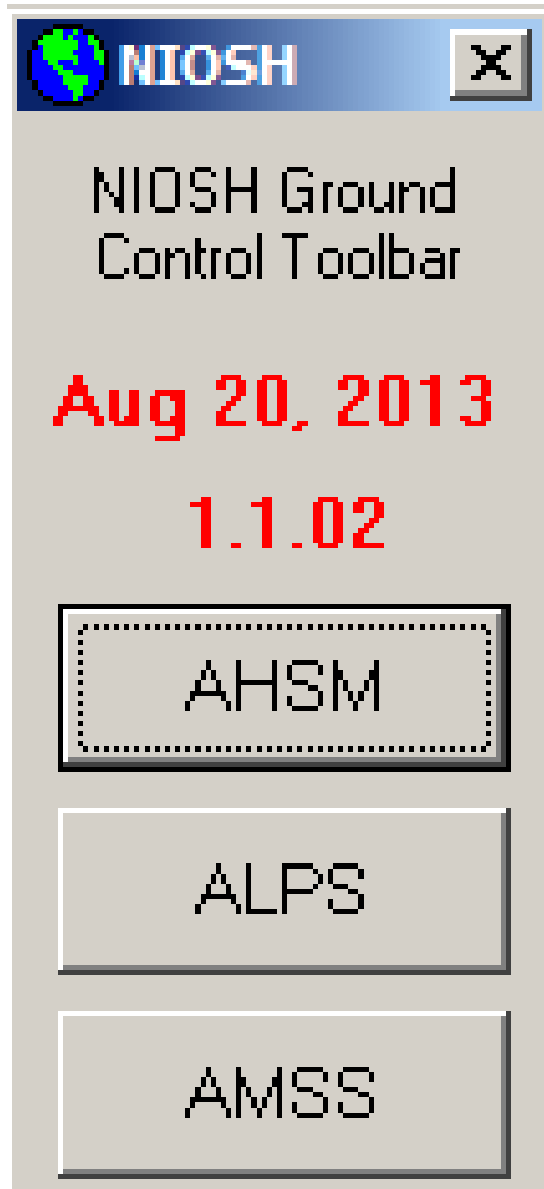 NIOSH
NIOSH Ground
Control Toolbar
Aug 20, 2013
1.1.02
AHSM
ALPS
AMSS